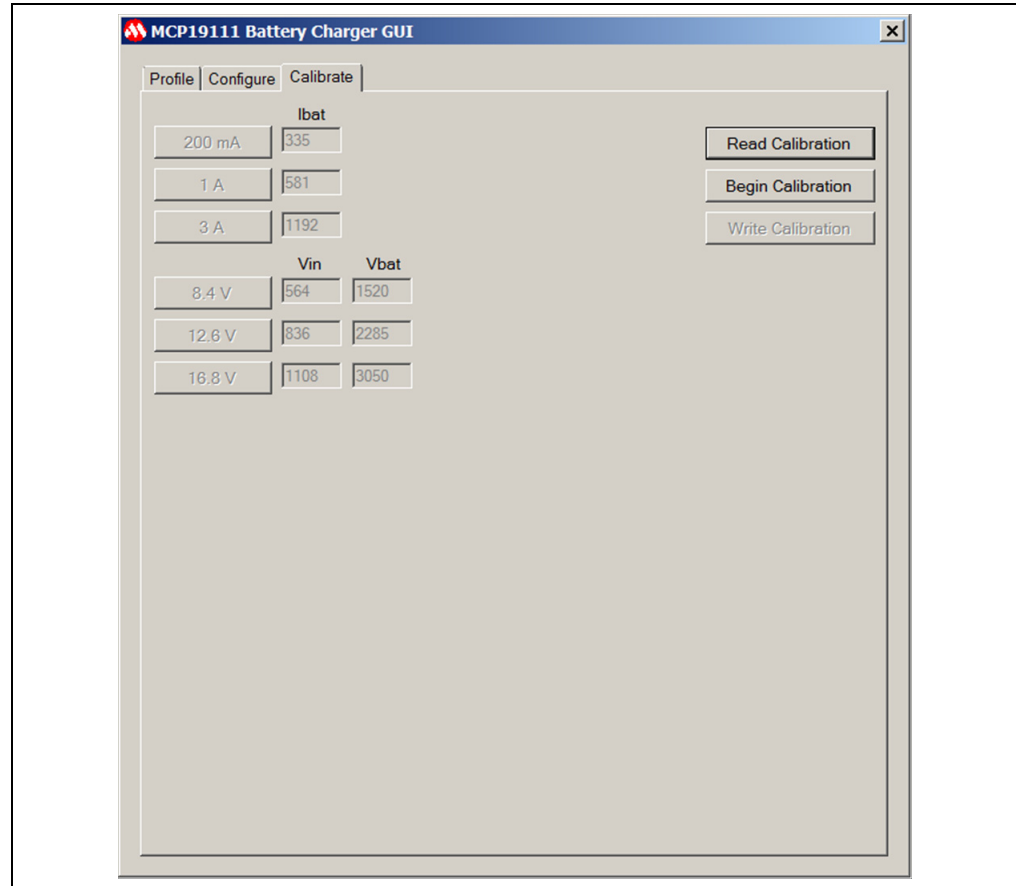 MCP19111 Battery Charger GUI
Profile Configure Calibrate
Ibat
200 mA 335 Read Calibration
1 A 581 Begin Calibration
3 A 1192 Write Calibration
Vin Vbat
8.4 V 564 1520
12.6 V 836 2285
16.8 V 1108 3050